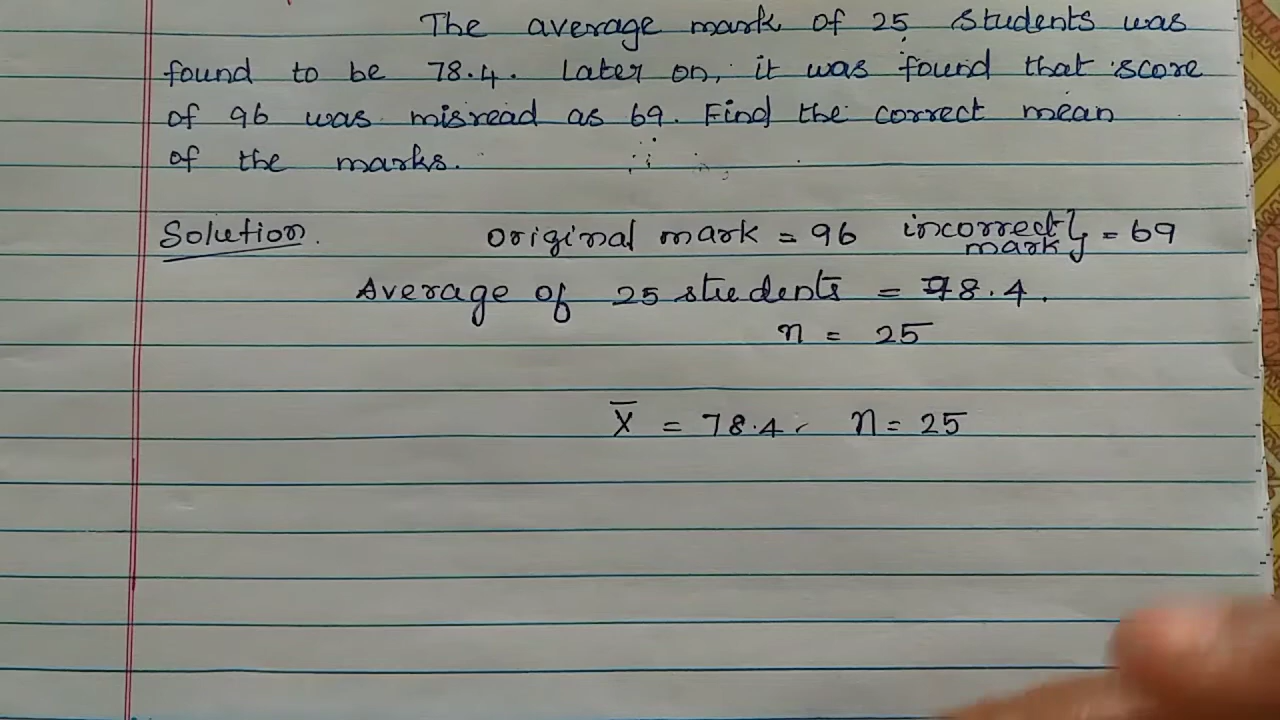 The average mark of 25 students was
found to be 78.4. Later on, it was found that score
of 96 was misread as 69. Find the correct mean
of the marks.
Solution. Original mark = 96 incorrect mark} = 69
Average of 25 students = 78.4.
n = 25
X̄ = 78.4, n = 25